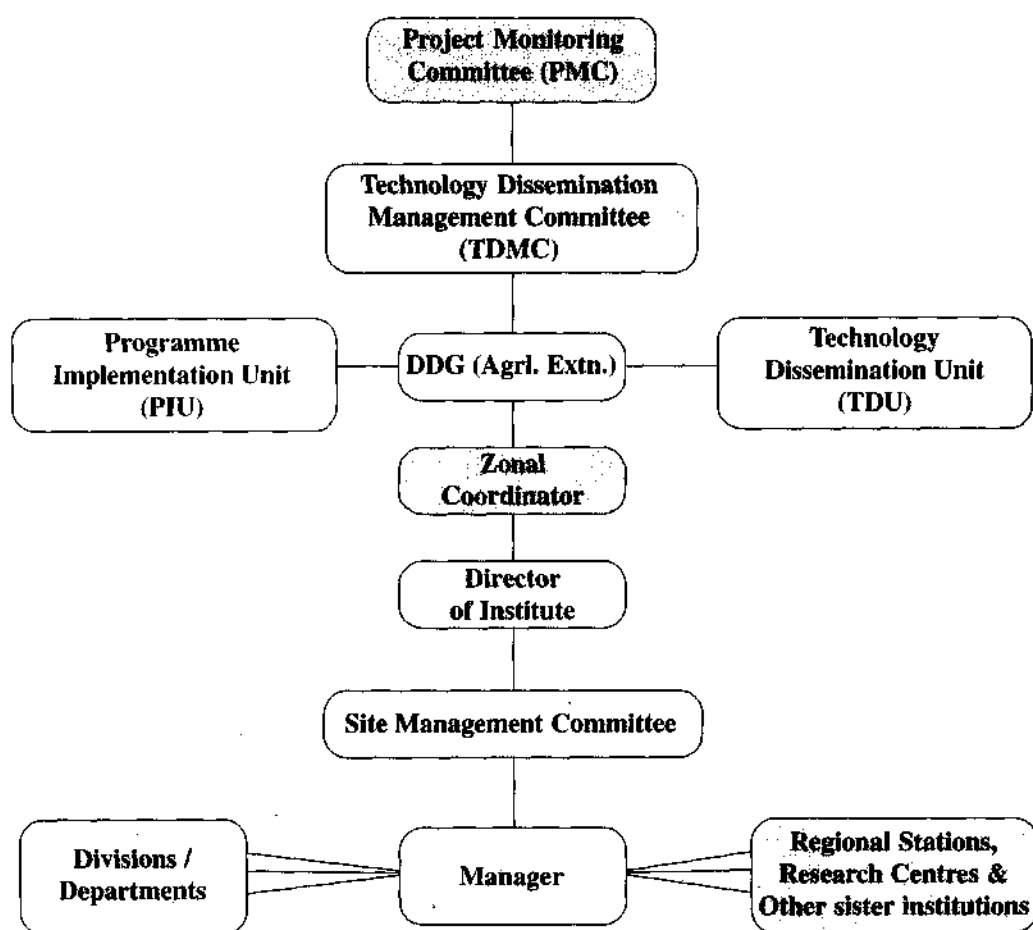 Project Monitoring
Committee (PMC)
Technology Dissemination
Management Committee
(TDMC)
Programme
Implementation Unit
(PIU)
DDG (Agrl. Extn.)
Technology
Dissemination Unit
(TDU)
Zonal
Coordinator
Director
of Institute
Site Management Committee
Divisions /
Departments
Manager
Regional Stations,
Research Centres &
Other sister institutions